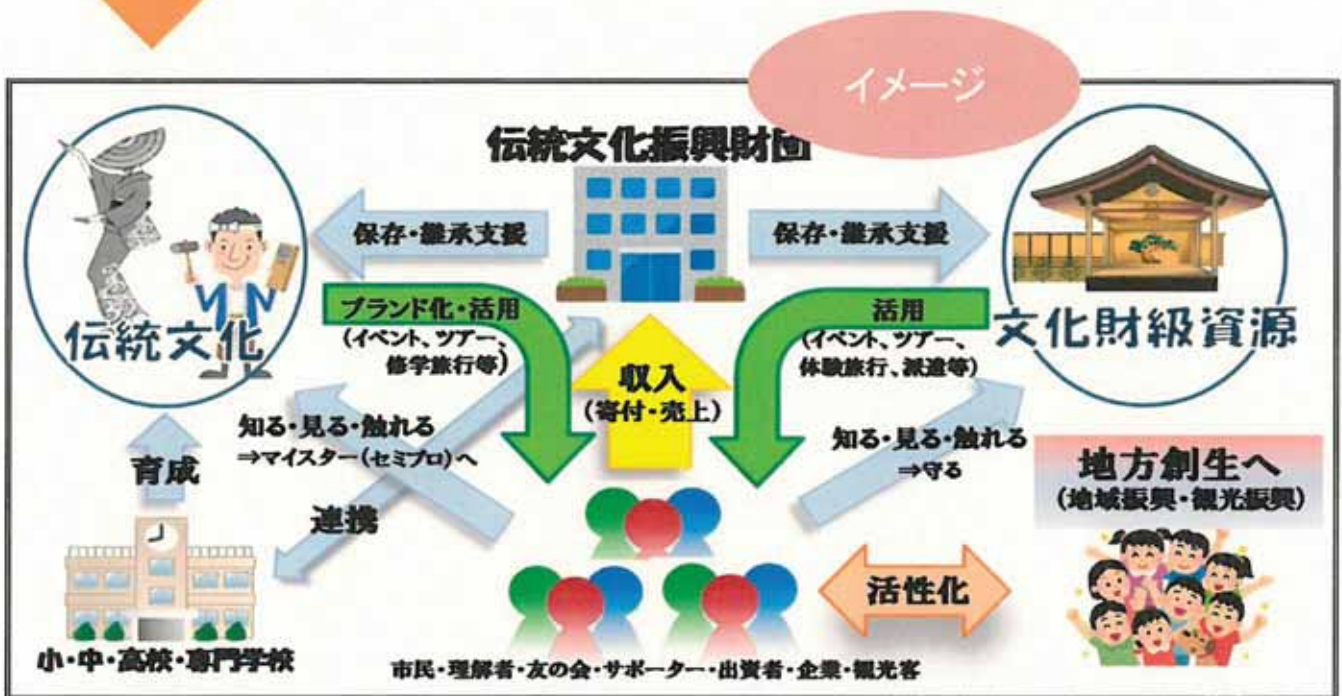 イメージ
伝統文化振興財団
保存・継承支援
保存・継承支援
伝統文化
文化財級資源
ブランド化・活用
(イベント、ツアー、
修学旅行等)
活用
(イベント、ツアー、
体験旅行、派遣等)
収入
(寄付・売上)
知る・見る・触れる
⇒マイスター(セミプロ)へ
知る・見る・触れる
⇒守る
育成
連携
地方創生へ
(地域振興・観光振興)
活性化
小・中・高校・専門学校
市民・理解者・友の会・サポーター・出資者・企業・観光客